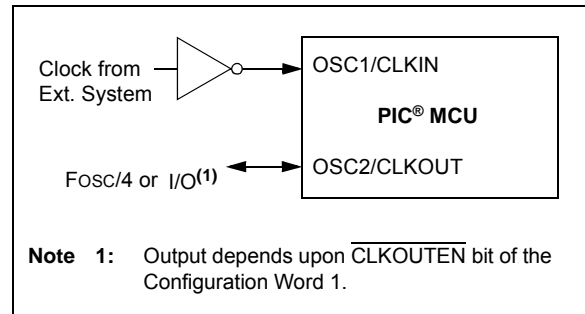 Clock from
Ext. System
OSC1/CLKIN
PIC® MCU
FOSC/4 or I/O(1)
OSC2/CLKOUT
Note 1: Output depends upon CLKOUTEN bit of the
Configuration Word 1.